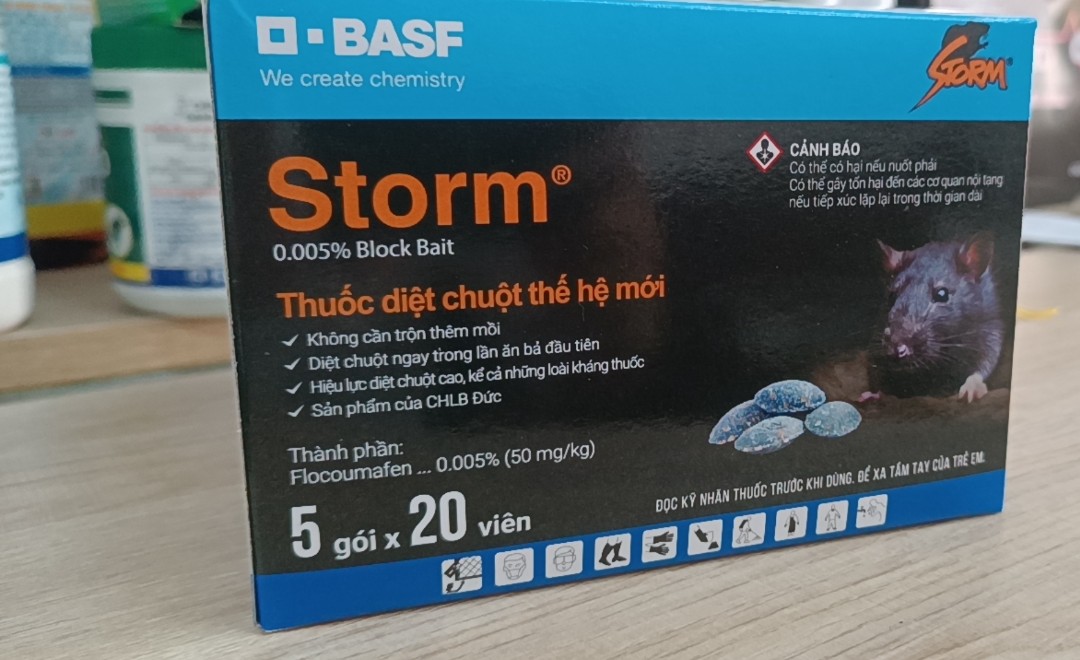 BASF
We create chemistry
STORM®
Storm®
0.005% Block Bait
CẢNH BÁO
Có thể có hại nếu nuốt phải
Có thể gây tổn hại đến các cơ quan nội tạng
nếu tiếp xúc lặp lại trong thời gian dài
Thuốc diệt chuột thế hệ mới
✓ Không cần trộn thêm mồi
✓ Diệt chuột ngay trong lần ăn bả đầu tiên
✓ Hiệu lực diệt chuột cao, kể cả những loài kháng thuốc
✓ Sản phẩm của CHLB Đức
Thành phần:
Flocoumafen ... 0.005% (50 mg/kg)
5 gói x 20 viên
ĐỌC KỸ NHÃN THUỐC TRƯỚC KHI DÙNG. ĐỂ XA TẦM TAY CỦA TRẺ EM.